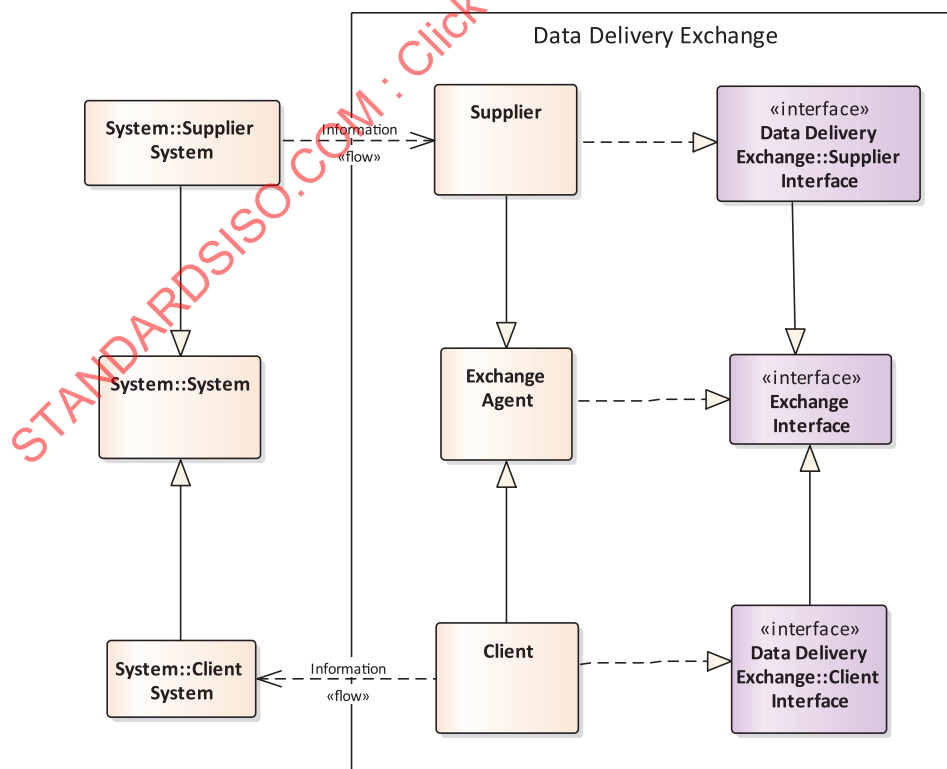 Data Delivery Exchange
System::Supplier
System
Information
«flow»
Supplier
«interface»
Data Delivery
Exchange::Supplier
Interface
System::System
Exchange
Agent
«interface»
Exchange
Interface
System::Client
System
Information
«flow»
Client
«interface»
Data Delivery
Exchange::Client
Interface
STANDARDSISO.COM : Click